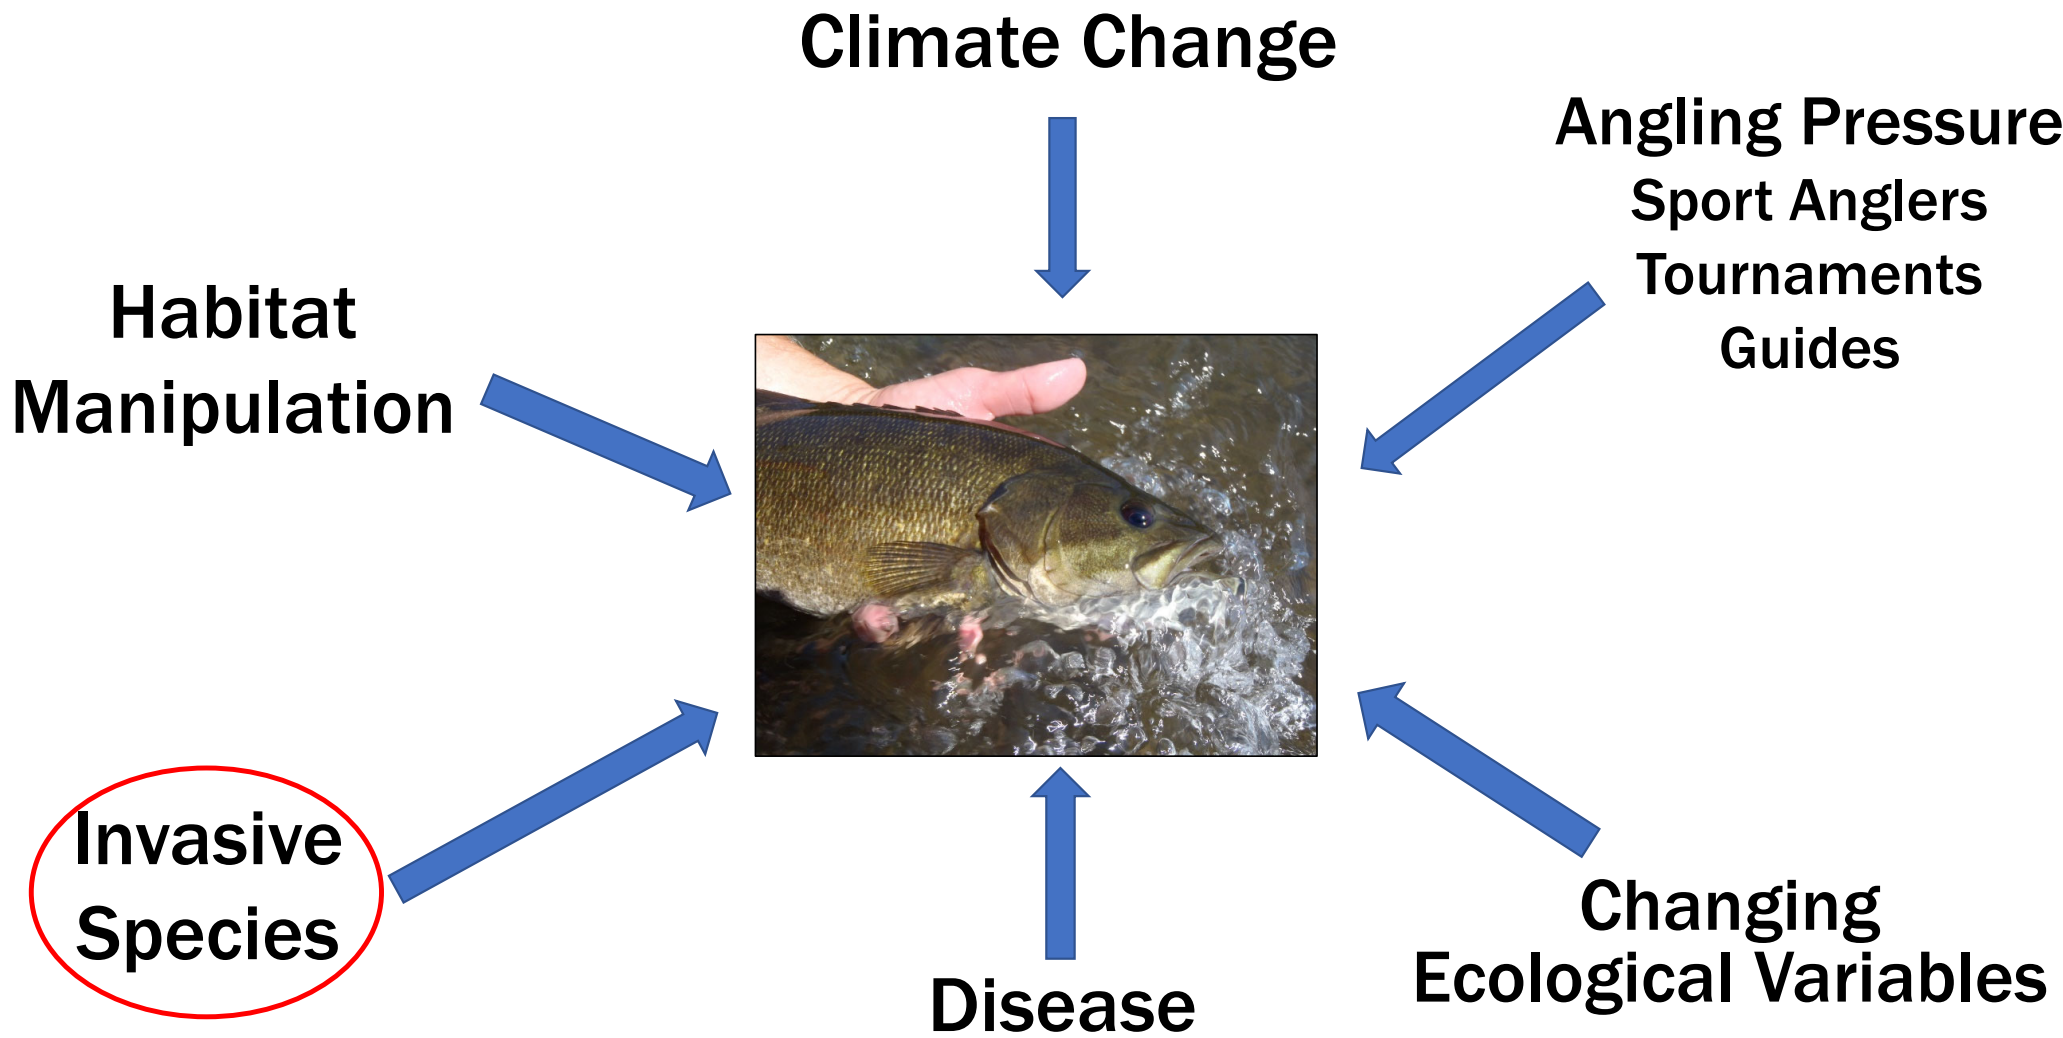 Climate Change
Angling Pressure
Sport Anglers
Tournaments
Guides
Habitat
Manipulation
Invasive
Species
Disease
Changing
Ecological Variables